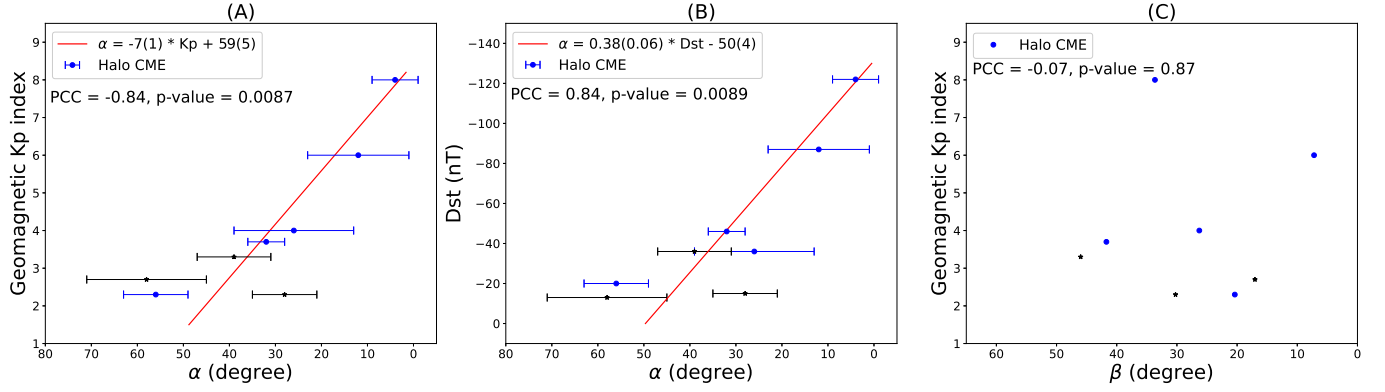 (A)
α = -7(1) * Kp + 59(5)
Halo CME
PCC = -0.84, p-value = 0.0087
Geomagnetic Kp index
9
8
7
6
5
4
3
2
1
80 70 60 50 40 30 20 10 0
α (degree)
(B)
α = 0.38(0.06) * Dst - 50(4)
Halo CME
PCC = 0.84, p-value = 0.0089
Dst (nT)
−140
−120
−100
−80
−60
−40
−20
0
80 70 60 50 40 30 20 10 0
α (degree)
(C)
Halo CME
PCC = -0.07, p-value = 0.87
Geomagnetic Kp index
9
8
7
6
5
4
3
2
1
60 50 40 30 20 10 0
β (degree)